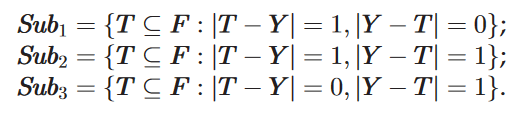 Sub₁ = {T ⊆ F : |T − Y| = 1, |Y − T| = 0};
Sub₂ = {T ⊆ F : |T − Y| = 1, |Y − T| = 1};
Sub₃ = {T ⊆ F : |T − Y| = 0, |Y − T| = 1}.